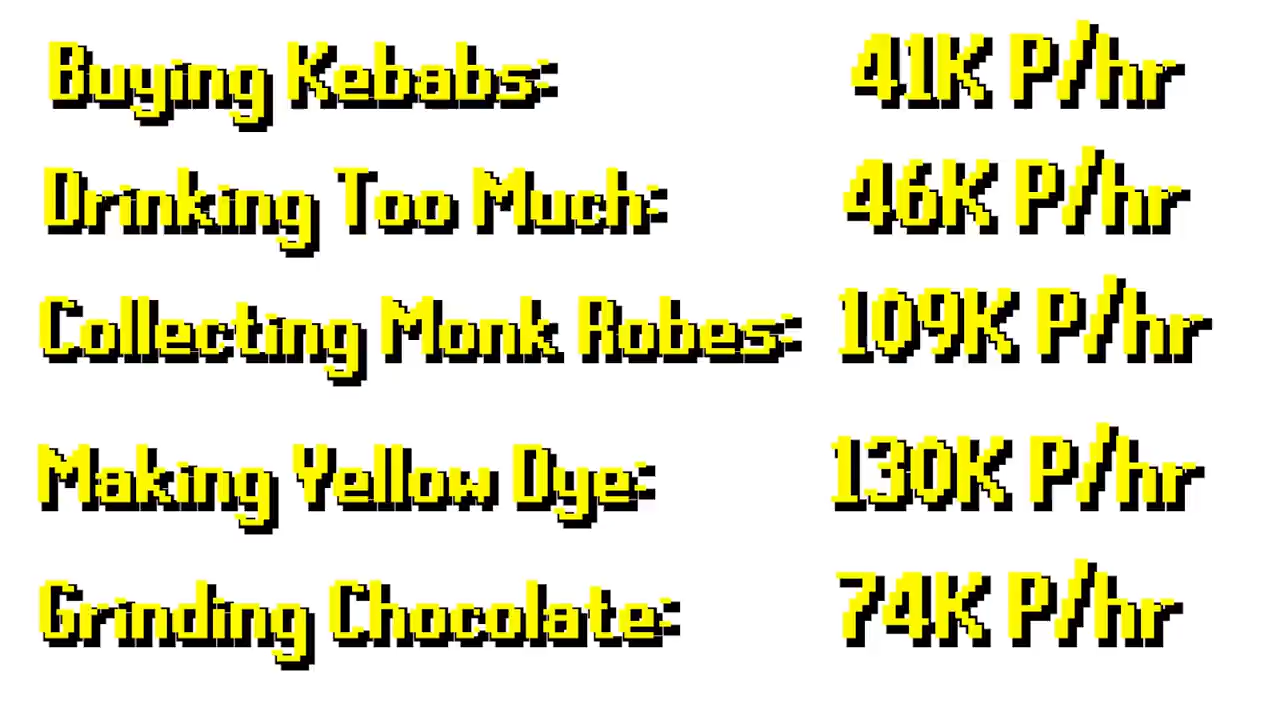 Buying Kebabs: 41K P/hr
Drinking Too Much: 46K P/hr
Collecting Monk Robes: 109K P/hr
Making Yellow Dye: 130K P/hr
Grinding Chocolate: 74K P/hr